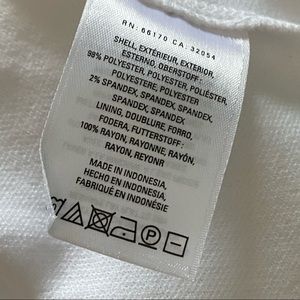 RN: 66170 CA: 32054
SHELL, EXTÉRIEUR, EXTERIOR,
ESTERNO, OBERSTOFF:
98% POLYESTER, POLYESTER, POLIÉSTER,
POLYESTERE, POLYESTER
2% SPANDEX, SPANDEX, SPANDEX,
SPANDEX, SPANDEX
LINING, DOUBLURE, FORRO,
FODERA, FUTTERSTOFF:
100% RAYON, RAYONNE, RAYÓN,
RAYON, REYONR
MADE IN INDONESIA,
HECHO EN INDONESIA,
FABRIQUÉ EN INDONÉSIE